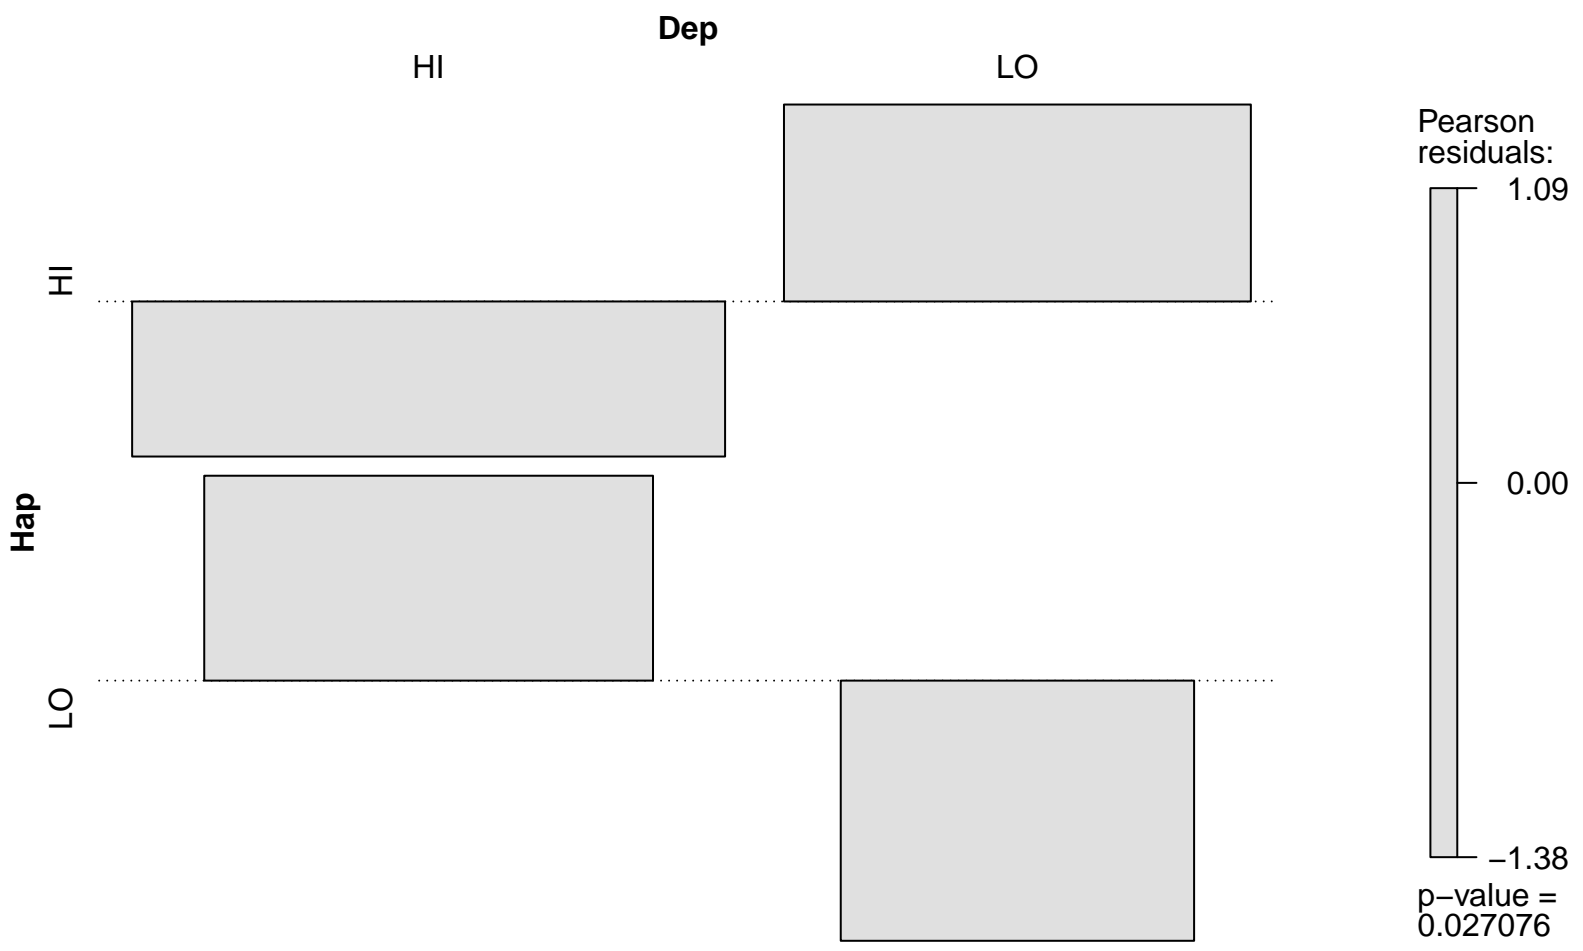 Dep
HI
LO
Hap
HI
LO
Pearson
residuals:
1.09
0.00
−1.38
p−value =
0.027076